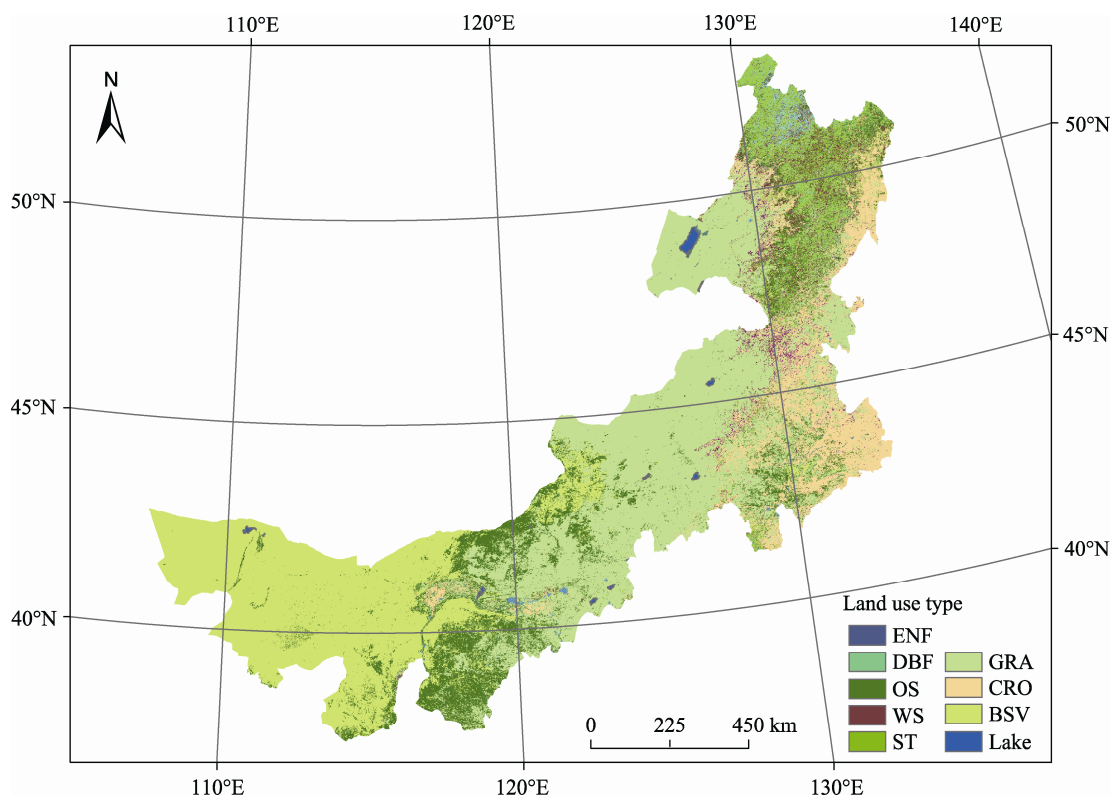 110°E 120°E 130°E 140°E
N
50°N
50°N
45°N
45°N
40°N
40°N
Land use type
ENF
DBF GRA
OS CRO
WS BSV
ST Lake
0 225 450 km
110°E 120°E 130°E